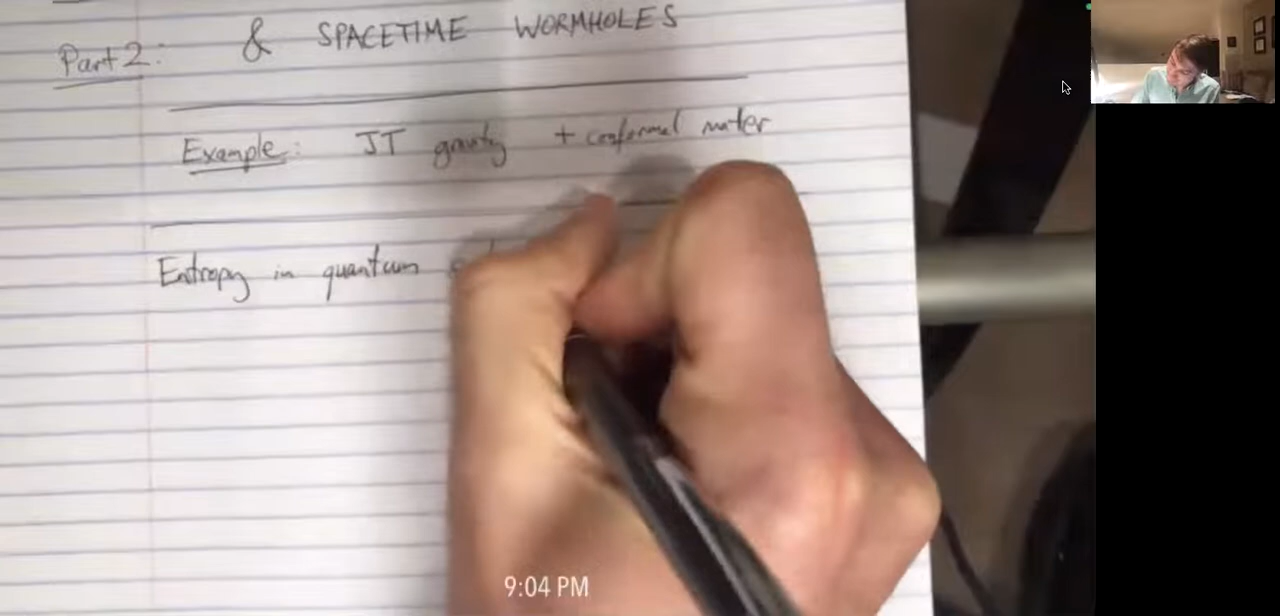 & SPACETIME WORMHOLES
Part 2:
Example: JT gravity + conformal matter
Entropy in quantum
9:04 PM